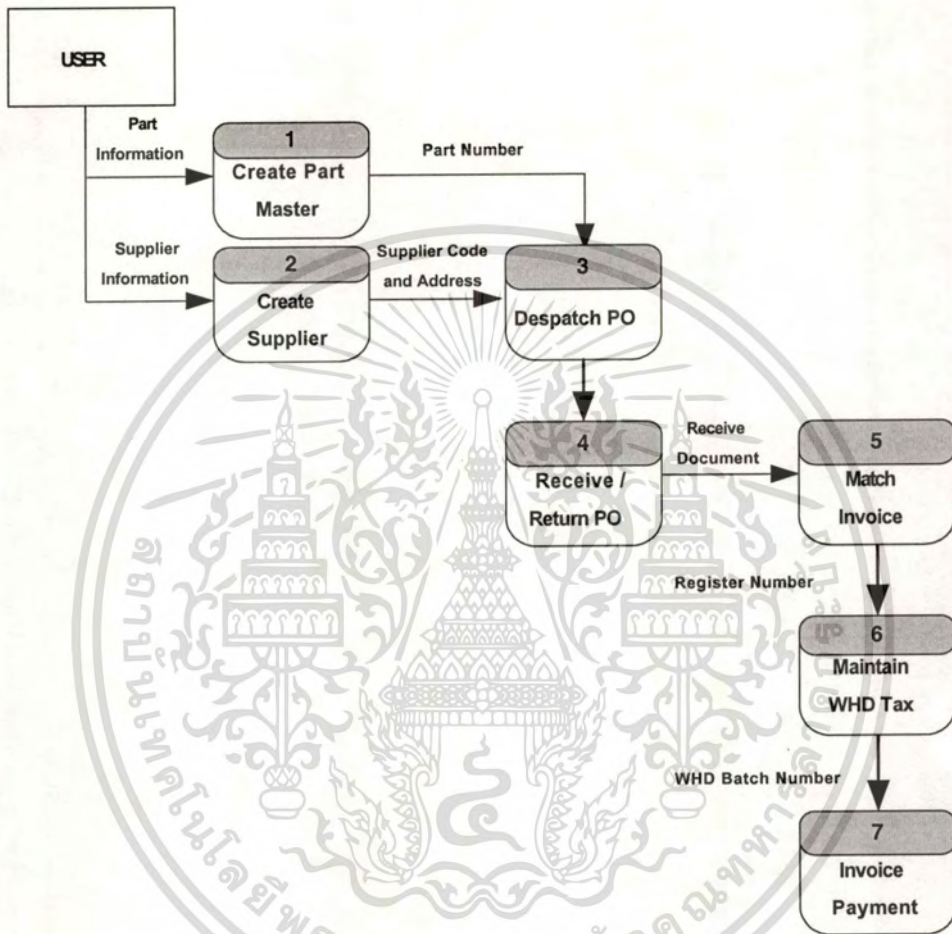 USER
Part
Information
1
Create Part
Master
Part Number
Supplier
Information
2
Create
Supplier
Supplier Code
and Address
3
Despatch PO
4
Receive /
Return PO
Receive
Document
5
Match
Invoice
Register Number
6
Maintain
WHD Tax
WHD Batch Number
7
Invoice
Payment